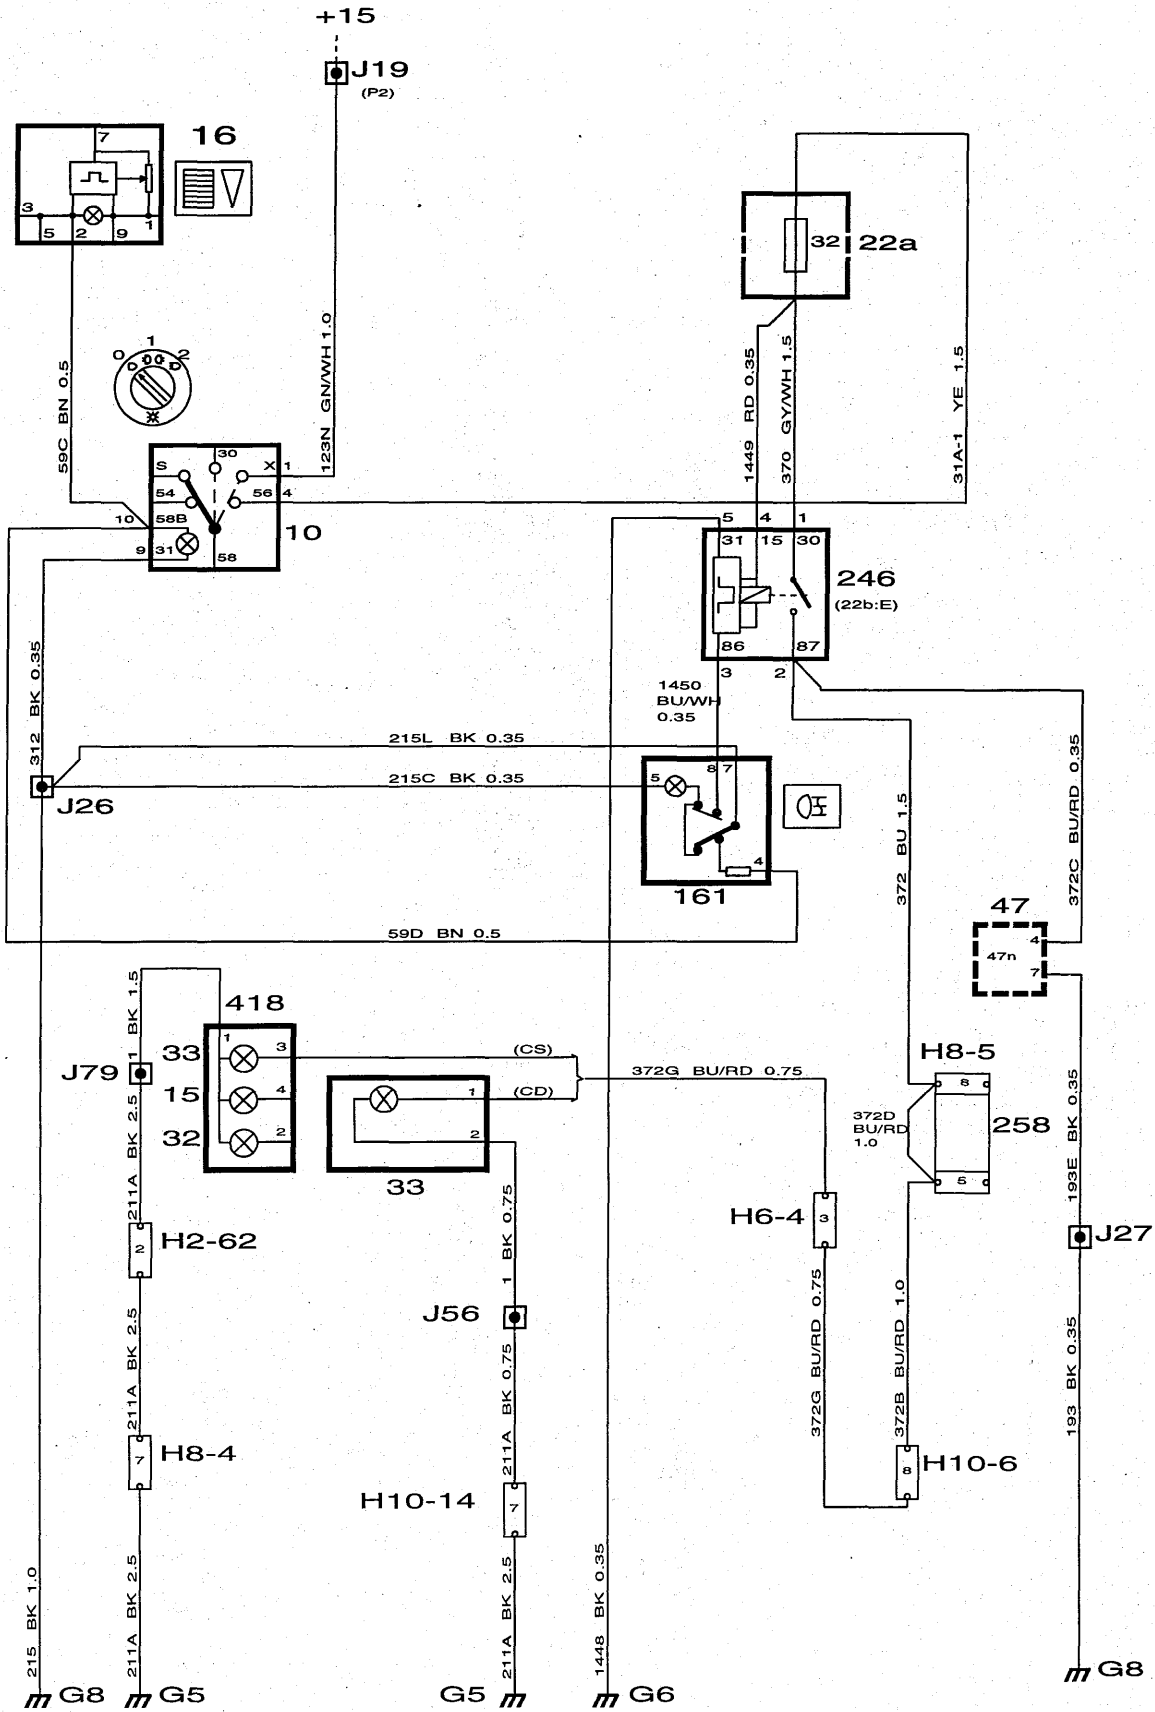 +15
J19
(P2)
16
7
3
5
2
9
1
32
22a
0
1
2
59C BN 0.5
123N GN/WH 1.0
1449 RD 0.35
370 GY/WH 1.5
31A-1 YE 1.5
30
S
X
1
54
56
4
10
58B
9
31
58
10
5
4
1
31
15
30
246
(22b:E)
86
87
3
2
312 BK 0.35
1450
BU/WH
0.35
215L BK 0.35
215C BK 0.35
J26
5
8
7
4
161
372 BU 1.5
372C BU/RD 0.35
59D BN 0.5
47
47n
4
7
1 BK 1.5
418
1
33
3
15
4
32
2
J79
(CS)
(CD)
1
2
33
372G BU/RD 0.75
H8-5
8
258
5
372D
BU/RD
1.0
193E BK 0.35
211A BK 2.5
H2-62
2
1 BK 0.75
H6-4
3
J27
J56
211A BK 2.5
211A BK 0.75
372G BU/RD 0.75
372B BU/RD 1.0
193 BK 0.35
H8-4
7
H10-14
7
H10-6
8
215 BK 1.0
211A BK 2.5
211A BK 2.5
1448 BK 0.35
G8
G5
G5
G6
G8